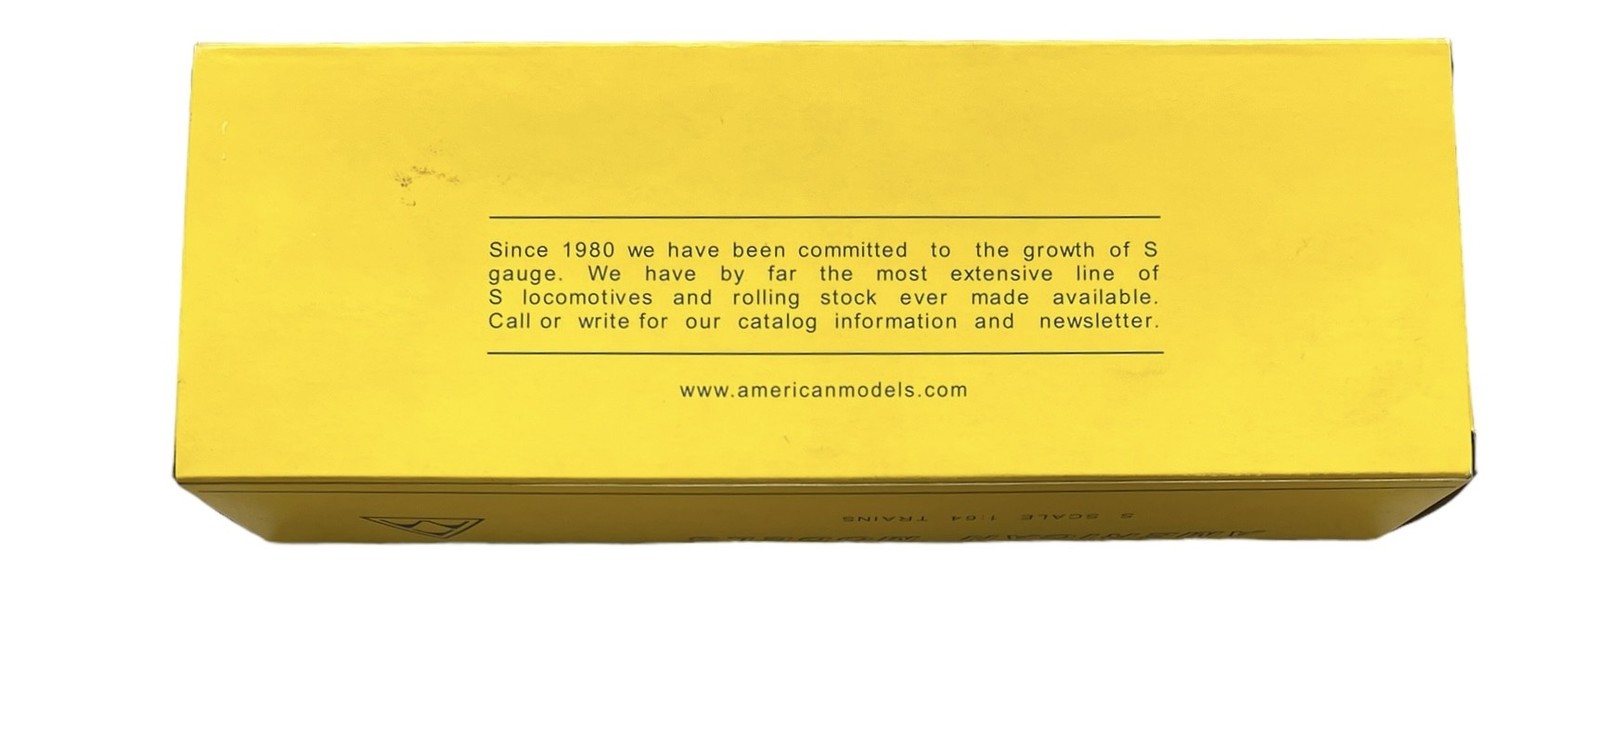 Since 1980 we have been committed to the growth of S
gauge. We have by far the most extensive line of
S locomotives and rolling stock ever made available.
Call or write for our catalog information and newsletter.
www.americanmodels.com
S SCALE 1:64 TRAINS
AMERICAN MODELS